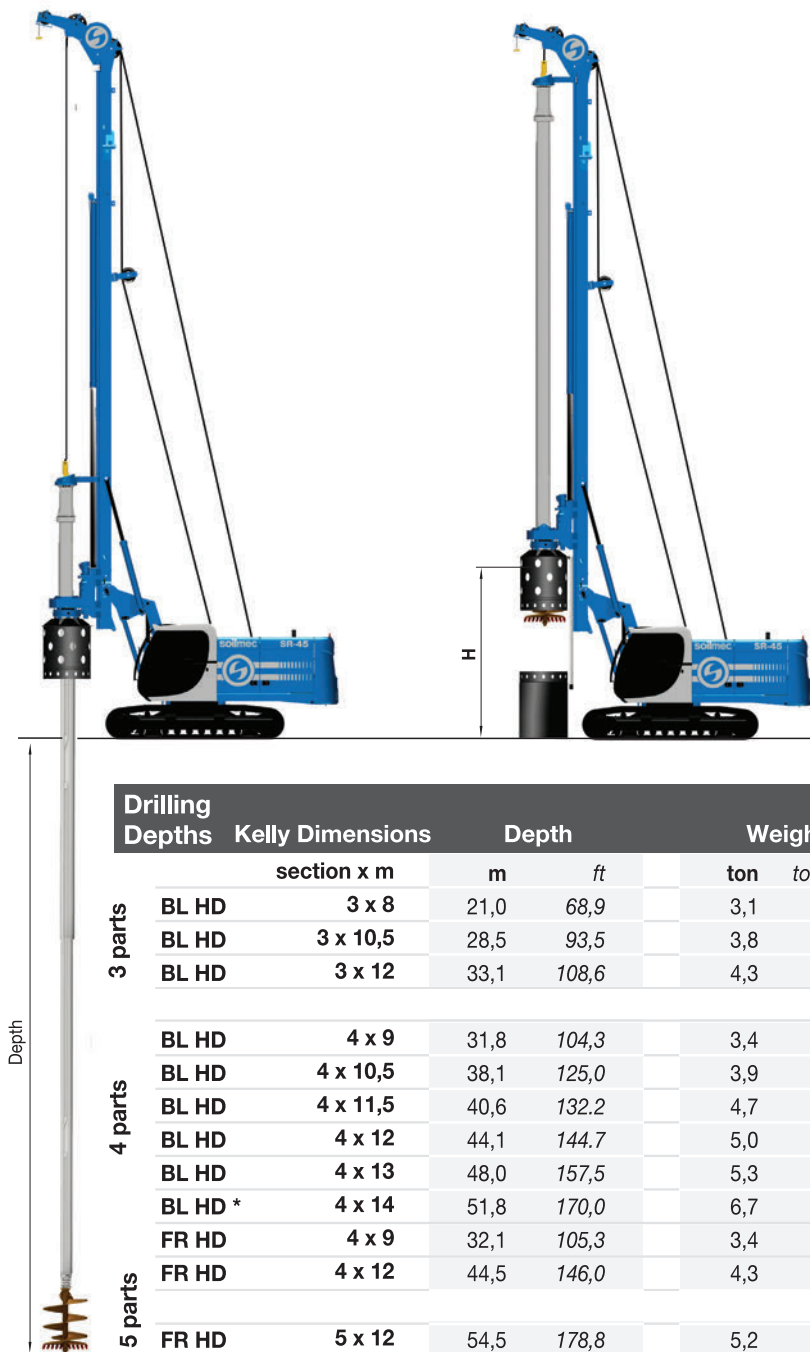 SOILMEC SR-45
SOILMEC SR-45
H
Depth
Drilling
Depths Kelly Dimensions Depth Weigh
section x m m ft ton to
3 parts
BL HD 3 x 8 21,0 68,9 3,1
BL HD 3 x 10,5 28,5 93,5 3,8
BL HD 3 x 12 33,1 108,6 4,3
4 parts
BL HD 4 x 9 31,8 104,3 3,4
BL HD 4 x 10,5 38,1 125,0 3,9
BL HD 4 x 11,5 40,6 132.2 4,7
BL HD 4 x 12 44,1 144.7 5,0
BL HD 4 x 13 48,0 157,5 5,3
BL HD * 4 x 14 51,8 170,0 6,7
FR HD 4 x 9 32,1 105,3 3,4
FR HD 4 x 12 44,5 146,0 4,3
5 parts
FR HD 5 x 12 54,5 178,8 5,2